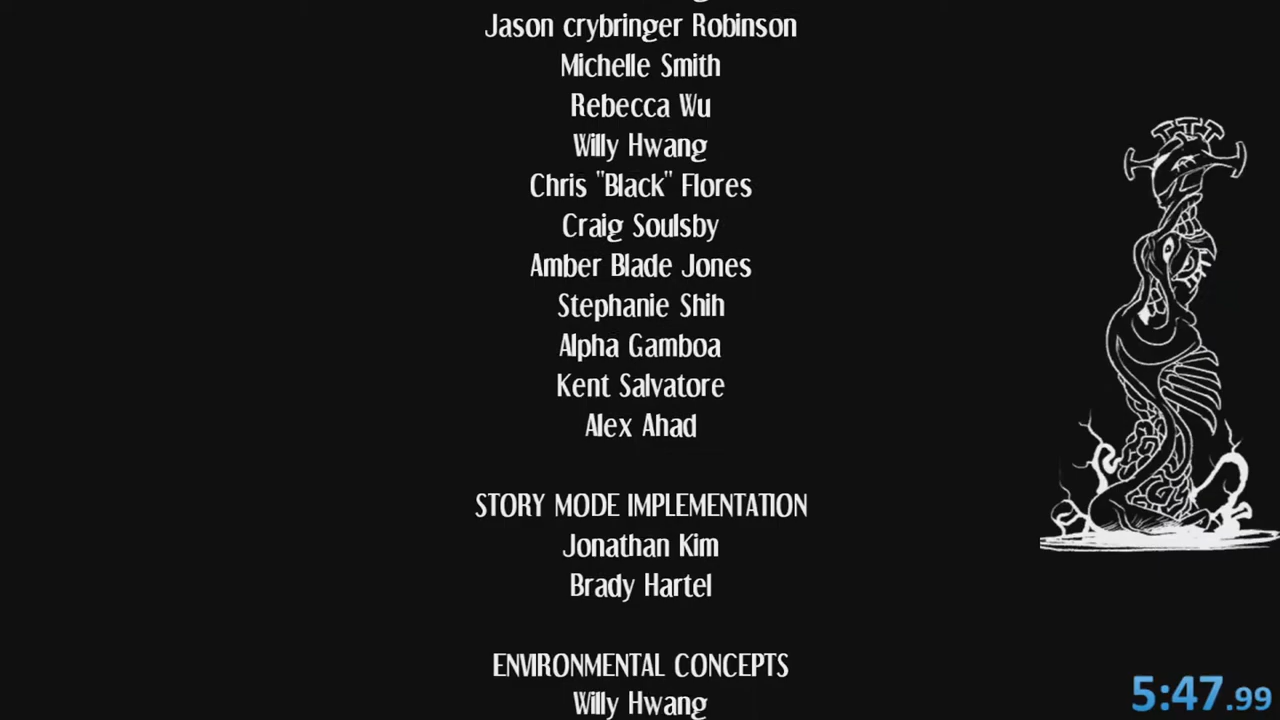 Jason crybringer Robinson
Michelle Smith
Rebecca Wu
Willy Hwang
Chris "Black" Flores
Craig Soulsby
Amber Blade Jones
Stephanie Shih
Alpha Gamboa
Kent Salvatore
Alex Ahad
STORY MODE IMPLEMENTATION
Jonathan Kim
Brady Hartel
ENVIRONMENTAL CONCEPTS
Willy Hwang
5:47.99